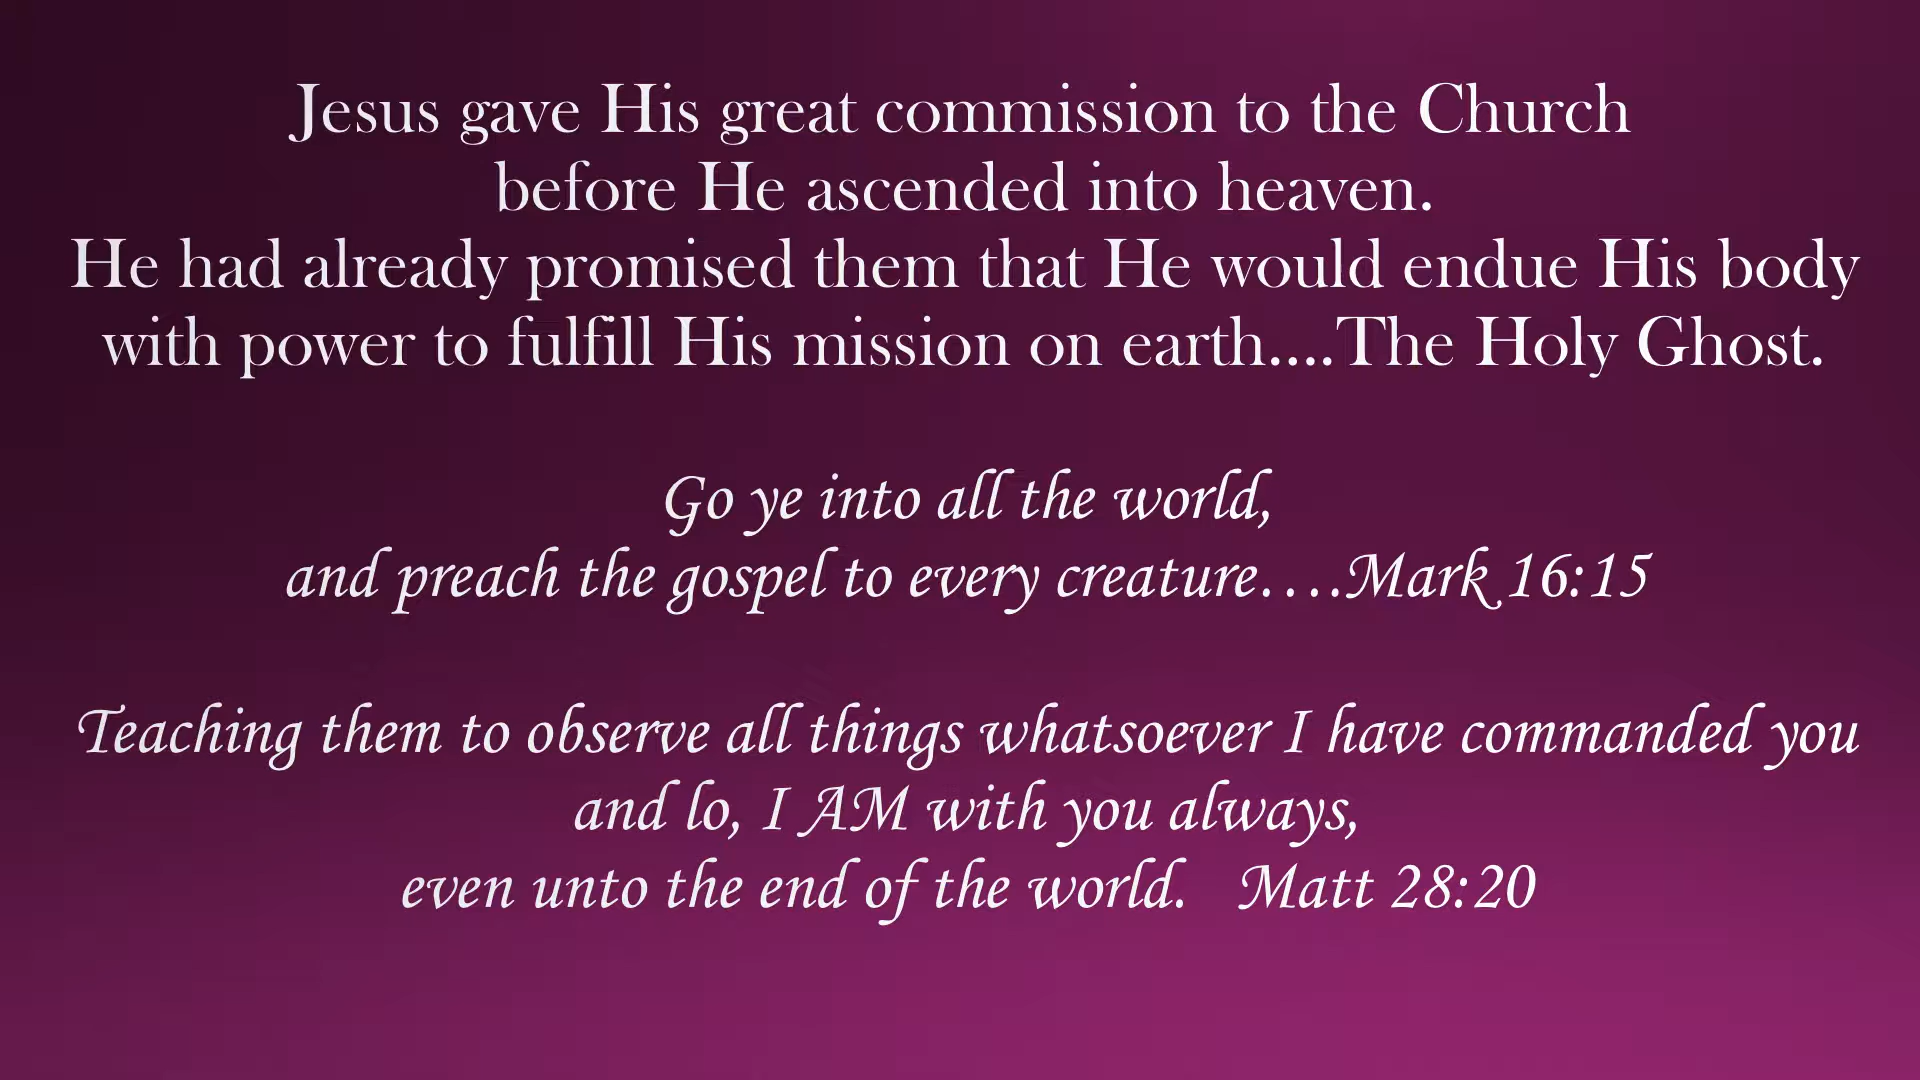 Jesus gave His great commission to the Church
before He ascended into heaven.
He had already promised them that He would endue His body
with power to fulfill His mission on earth....The Holy Ghost.
Go ye into all the world,
and preach the gospel to every creature….Mark 16:15
Teaching them to observe all things whatsoever I have commanded you
and lo, I AM with you always,
even unto the end of the world.   Matt 28:20